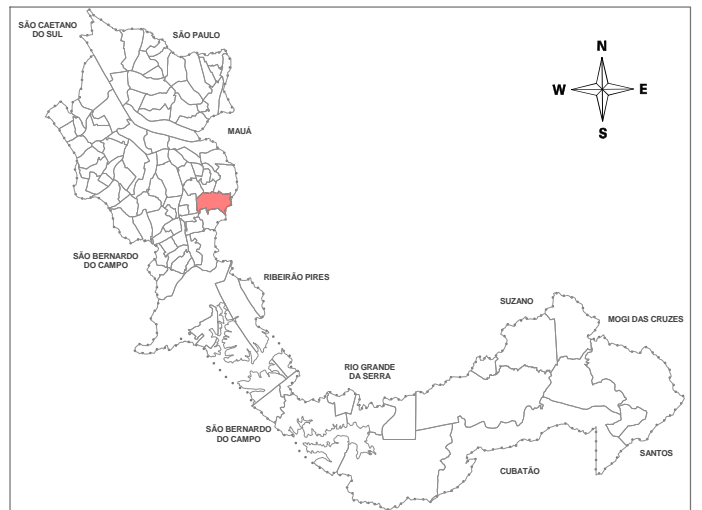 SÃO CAETANO
DO SUL
SÃO PAULO
N
W
E
S
MAUÁ
SÃO BERNARDO
DO CAMPO
RIBEIRÃO PIRES
SUZANO
MOGI DAS CRUZES
RIO GRANDE
DA SERRA
SÃO BERNARDO
DO CAMPO
SANTOS
CUBATÃO